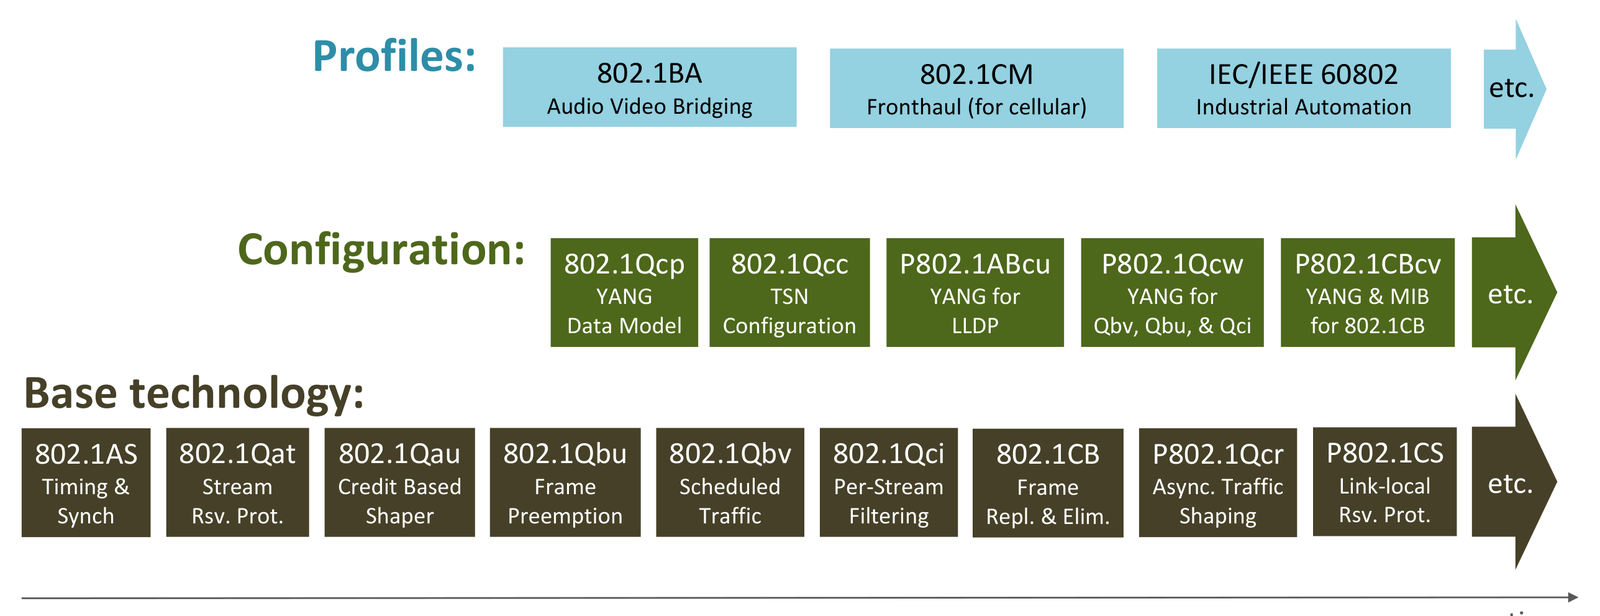 Profiles:
802.1BA
Audio Video Bridging
802.1CM
Fronthaul (for cellular)
IEC/IEEE 60802
Industrial Automation
etc.
Configuration:
802.1Qcp
YANG
Data Model
802.1Qcc
TSN
Configuration
P802.1ABcu
YANG for
LLDP
P802.1Qcw
YANG for
Qbv, Qbu, & Qci
P802.1CBcv
YANG & MIB
for 802.1CB
etc.
Base technology:
802.1AS
Timing &
Synch
802.1Qat
Stream
Rsv. Prot.
802.1Qau
Credit Based
Shaper
802.1Qbu
Frame
Preemption
802.1Qbv
Scheduled
Traffic
802.1Qci
Per-Stream
Filtering
802.1CB
Frame
Repl. & Elim.
P802.1Qcr
Async. Traffic
Shaping
P802.1CS
Link-local
Rsv. Prot.
etc.